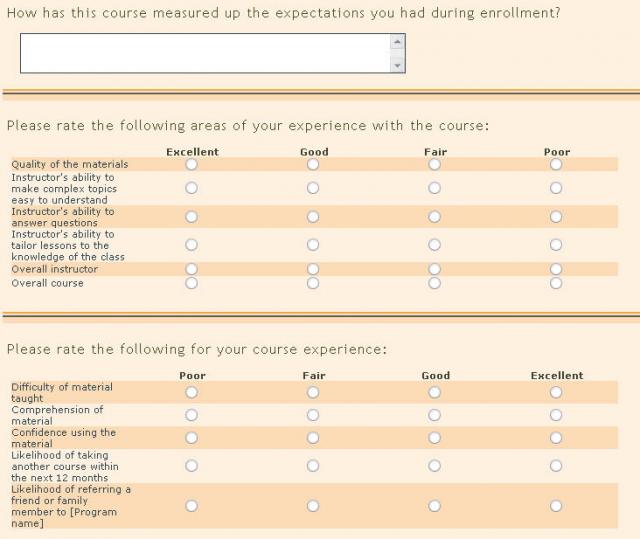 How has this course measured up the expectations you had during enrollment?
Please rate the following areas of your experience with the course:
Excellent Good Fair Poor
Quality of the materials
Instructor's ability to
make complex topics
easy to understand
Instructor's ability to
answer questions
Instructor's ability to
tailor lessons to the
knowledge of the class
Overall instructor
Overall course
Please rate the following for your course experience:
Poor Fair Good Excellent
Difficulty of material
taught
Comprehension of
material
Confidence using the
material
Likelihood of taking
another course within
the next 12 months
Likelihood of referring a
friend or family
member to [Program
name]